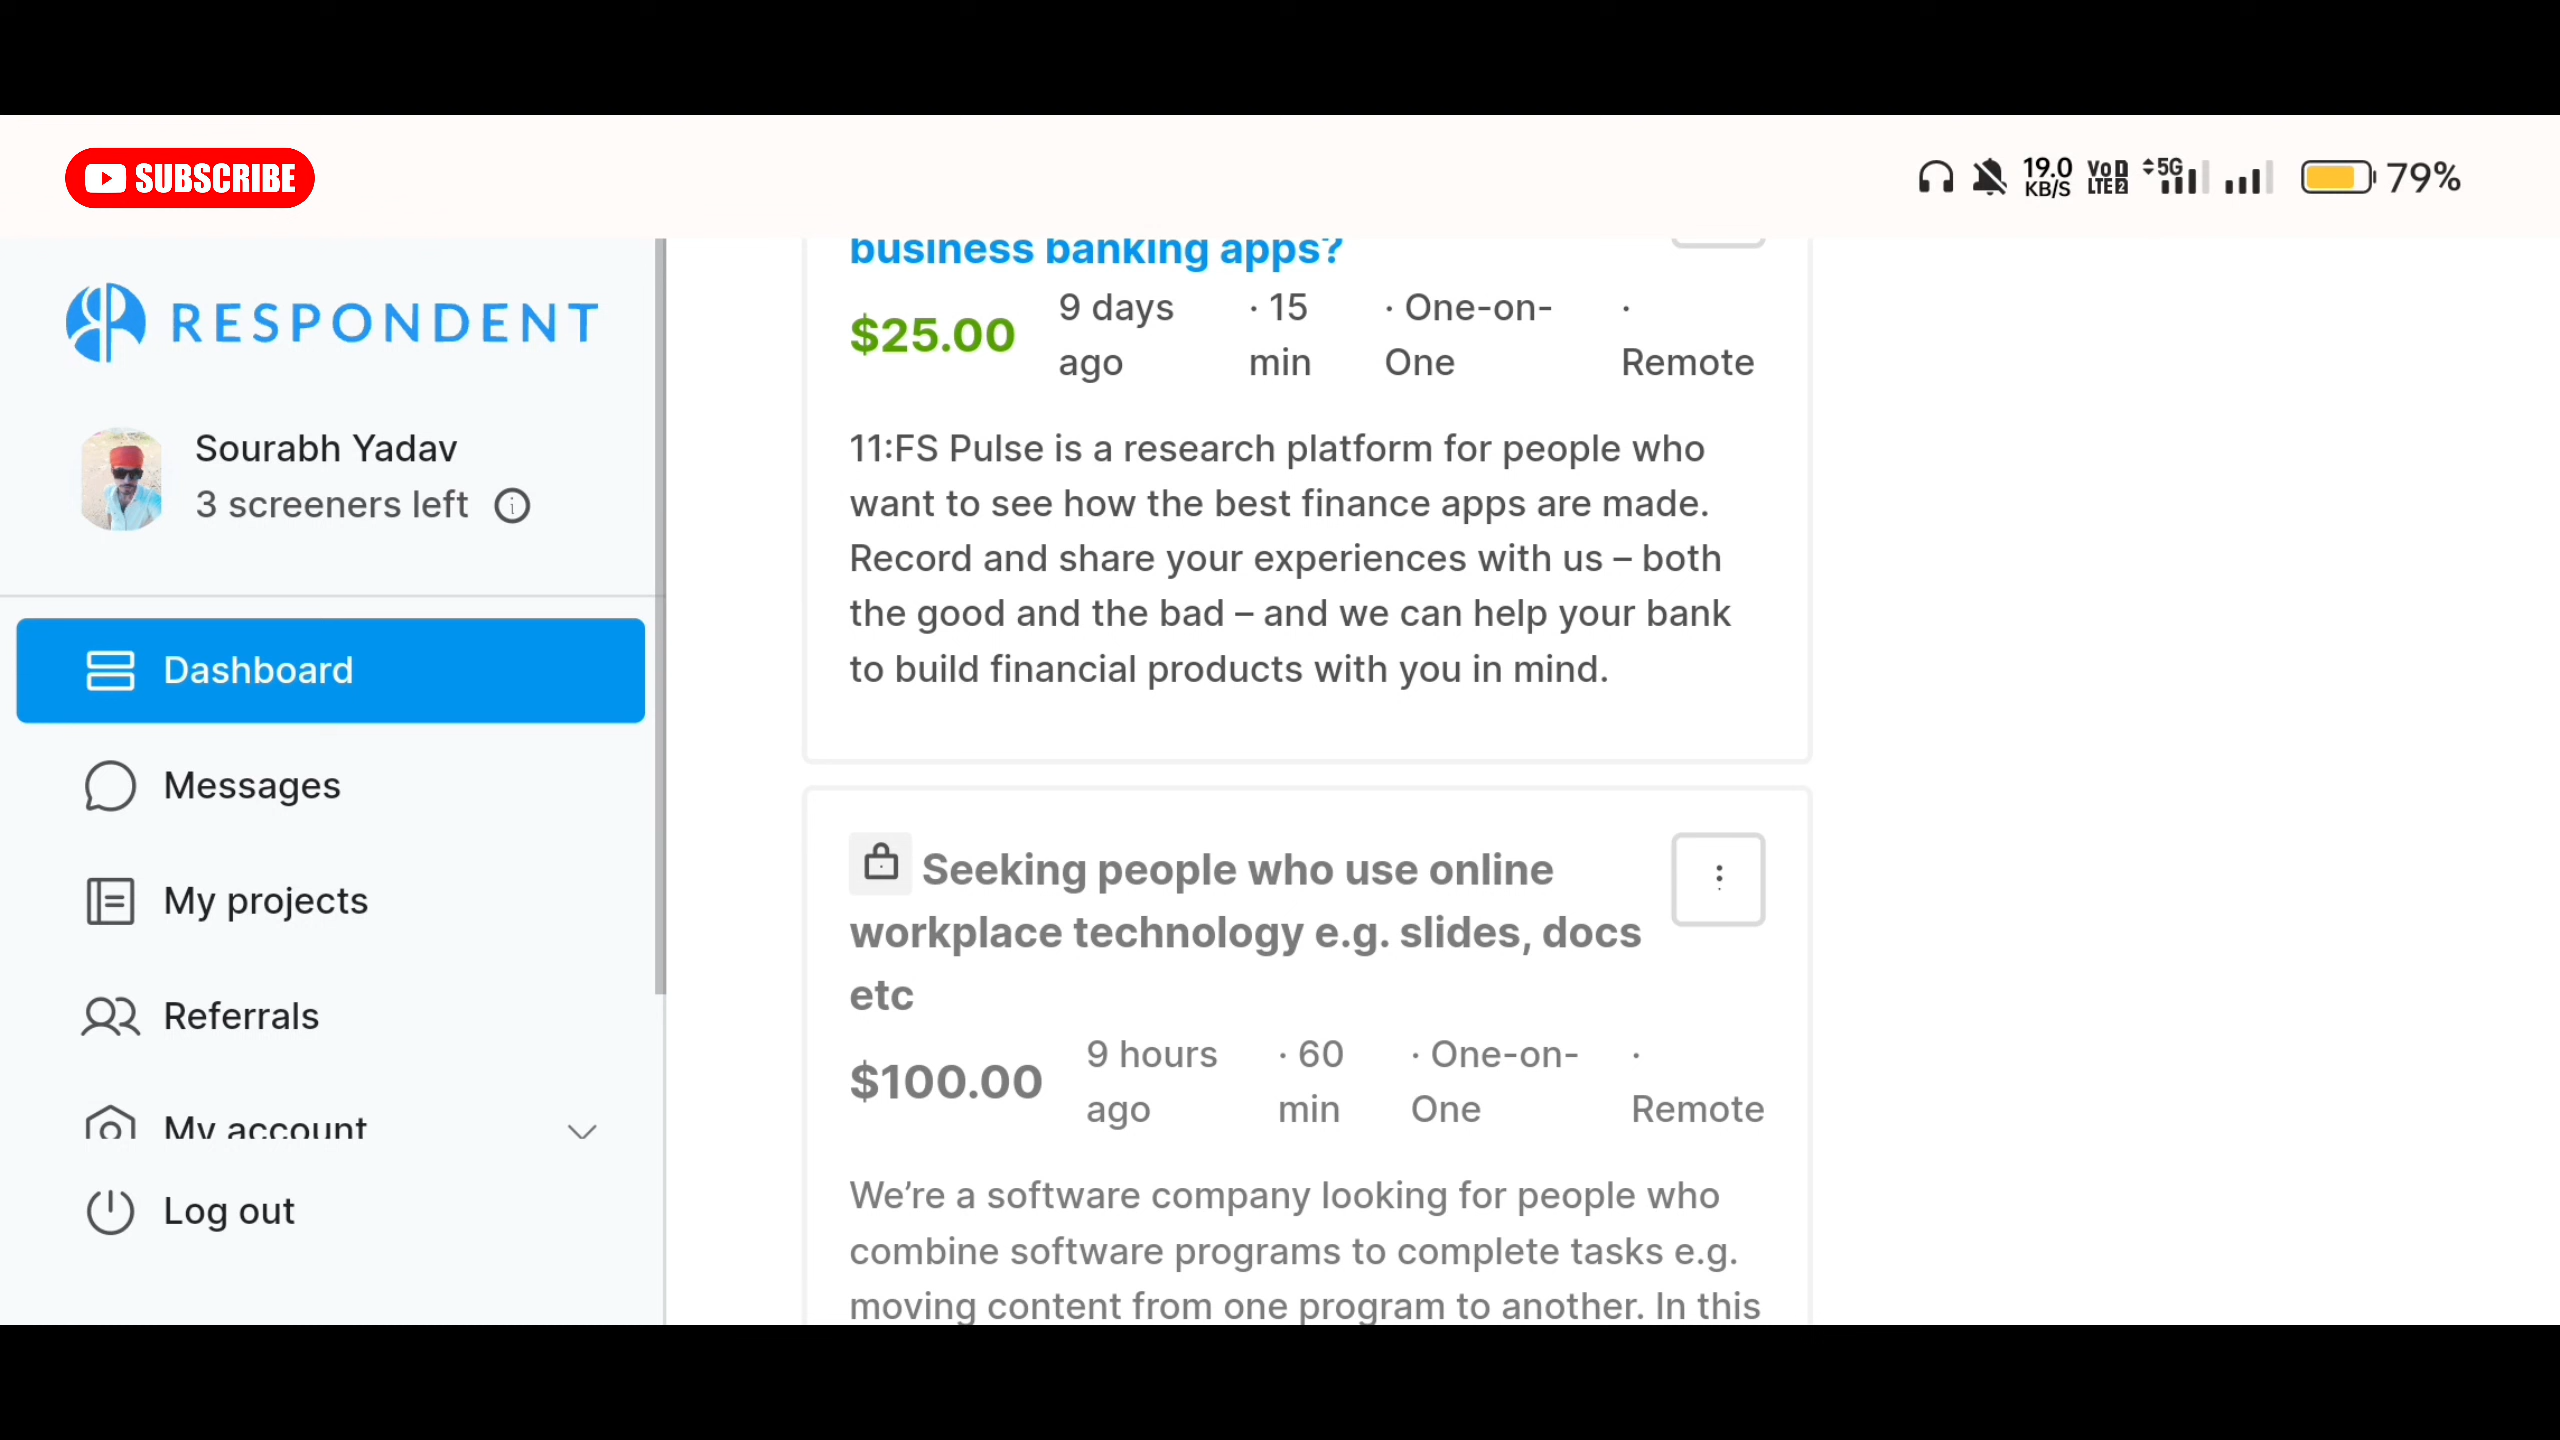 SUBSCRIBE
19.0
KB/S
Vo D
LTE 2
5G
79%
RESPONDENT
Sourabh Yadav
3 screeners left
Dashboard
Messages
My projects
Referrals
My account
Log out
business banking apps?
$25.00
9 days
ago
· 15
min
· One-on-
One
·
Remote
11:FS Pulse is a research platform for people who
want to see how the best finance apps are made.
Record and share your experiences with us – both
the good and the bad – and we can help your bank
to build financial products with you in mind.
Seeking people who use online
workplace technology e.g. slides, docs
etc
$100.00
9 hours
ago
· 60
min
· One-on-
One
·
Remote
We’re a software company looking for people who
combine software programs to complete tasks e.g.
moving content from one program to another. In this